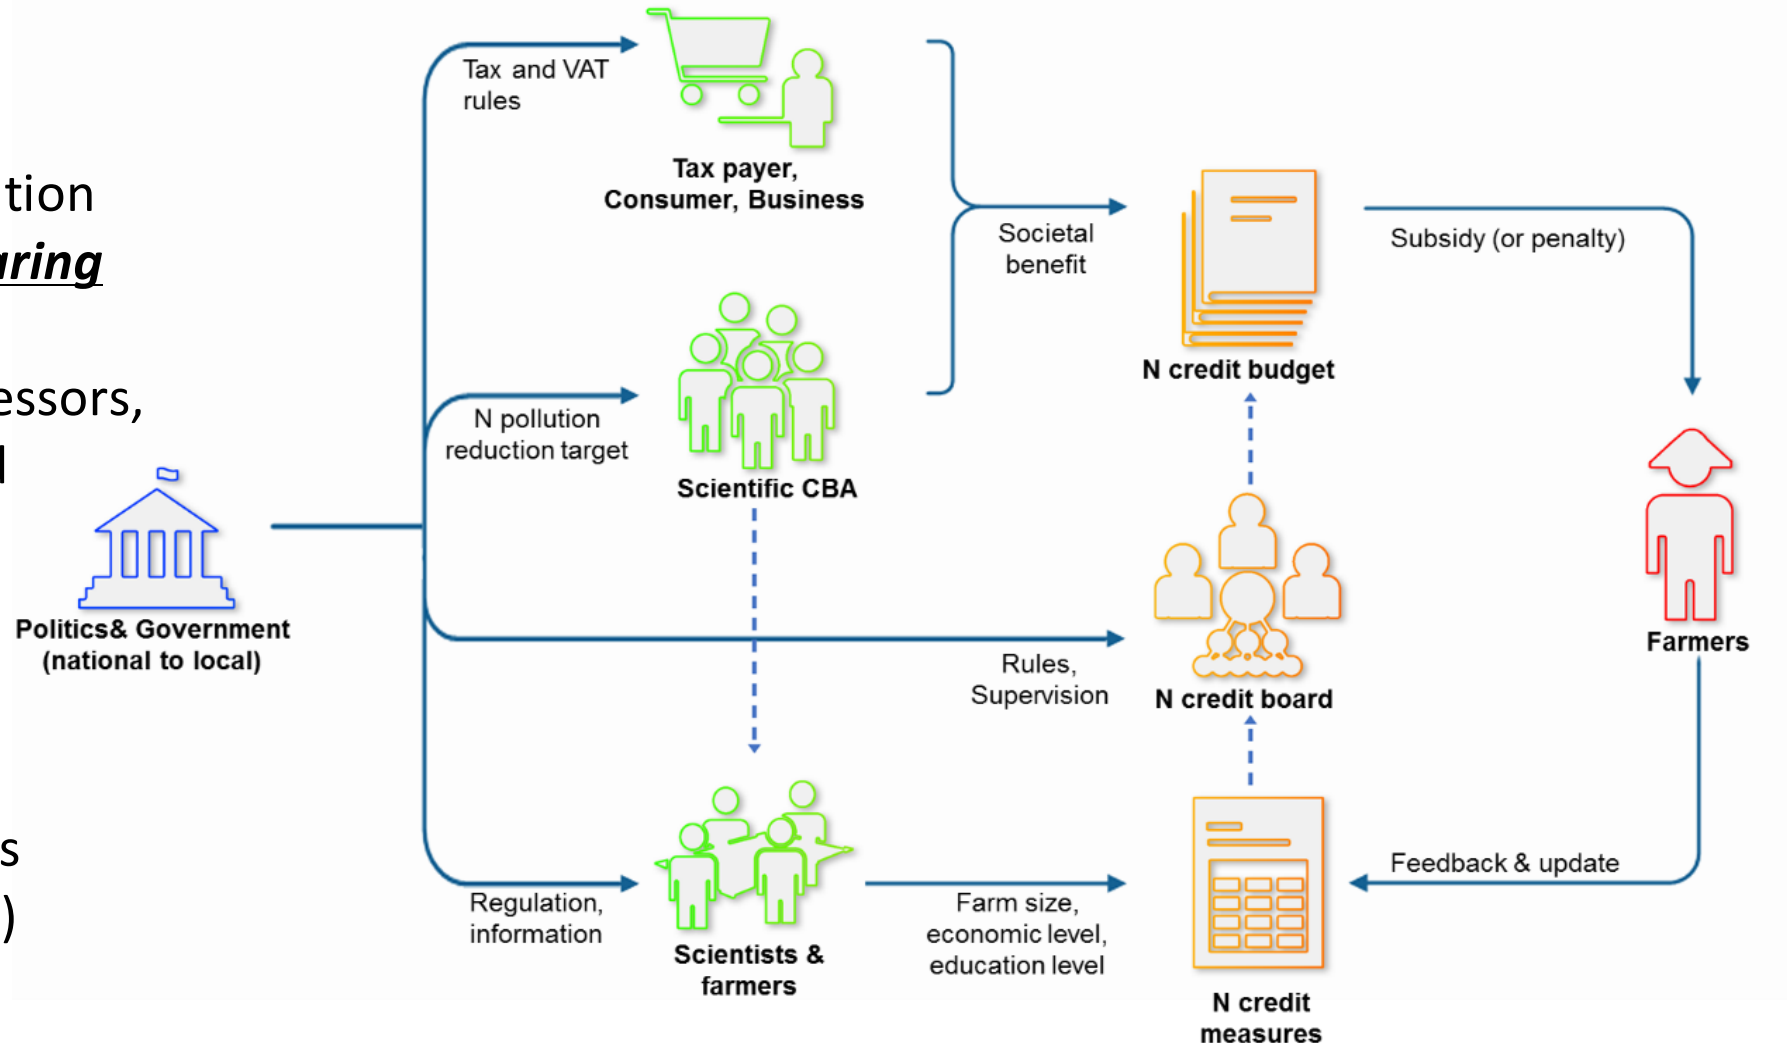 tion
aring
essors,
s
)
Tax and VAT
rules
Tax payer,
Consumer, Business
Societal
benefit
Subsidy (or penalty)
N credit budget
N pollution
reduction target
Scientific CBA
Politics& Government
(national to local)
Rules,
Supervision
N credit board
Farmers
Regulation,
information
Scientists &
farmers
Farm size,
economic level,
education level
Feedback & update
N credit
measures